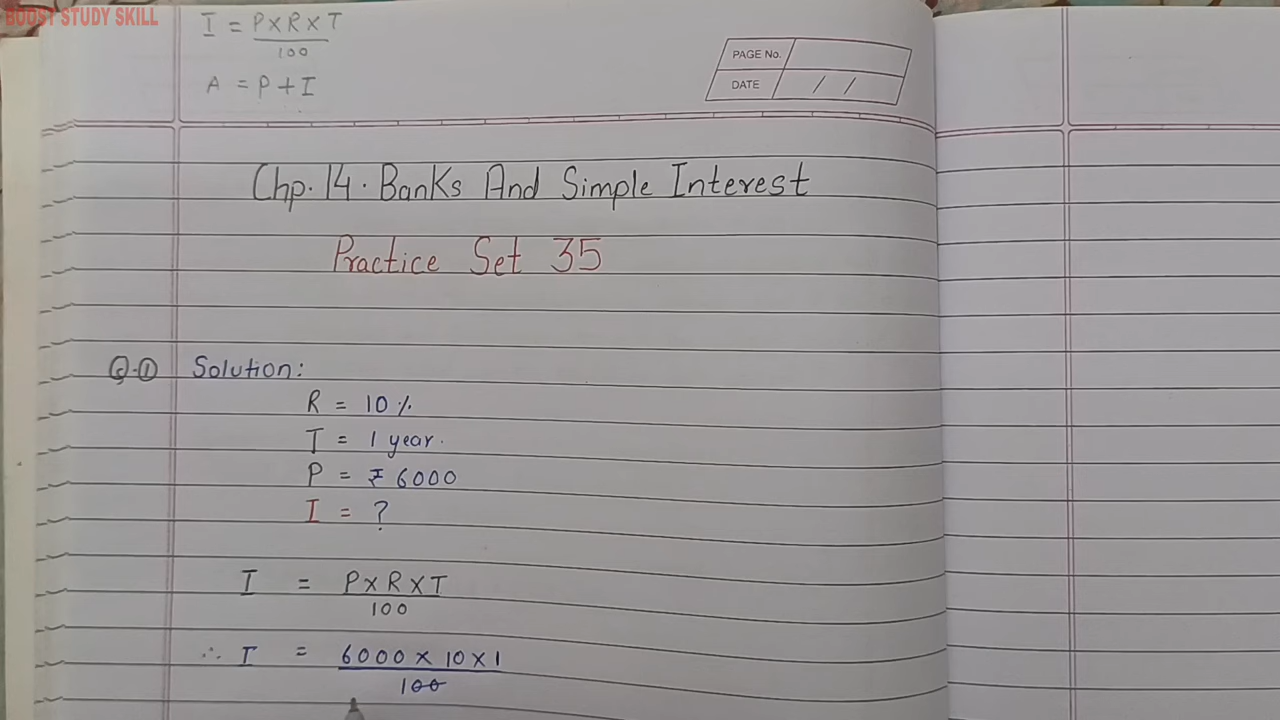 BOOST STUDY SKILL
I = P×R×T
100
A = P+I
PAGE No.
DATE / /
Chp. 14. Banks And Simple Interest
Practice Set 35
Q.① Solution:
R = 10%
T = 1 year.
P = ₹ 6000
I = ?
I = P×R×T
100
∴ I = 6000 × 10 × 1
100